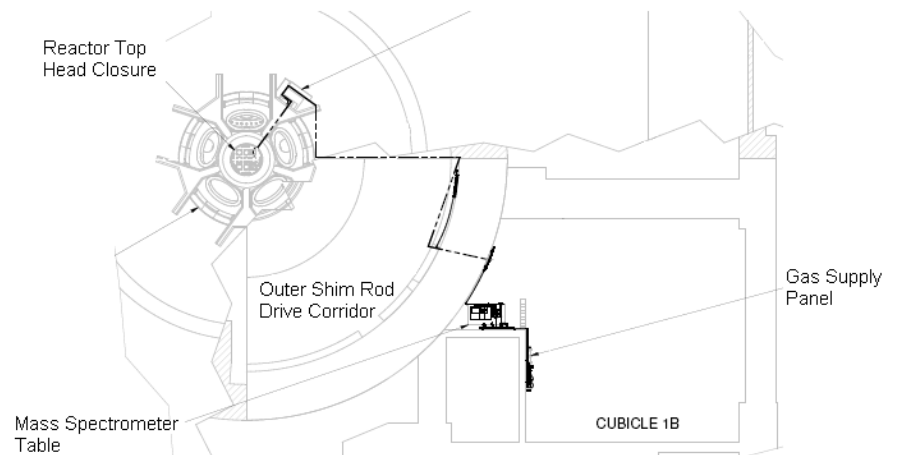 Reactor Top
Head Closure
Gas Supply
Panel
Outer Shim Rod
Drive Corridor
Mass Spectrometer
Table
CUBICLE 1B